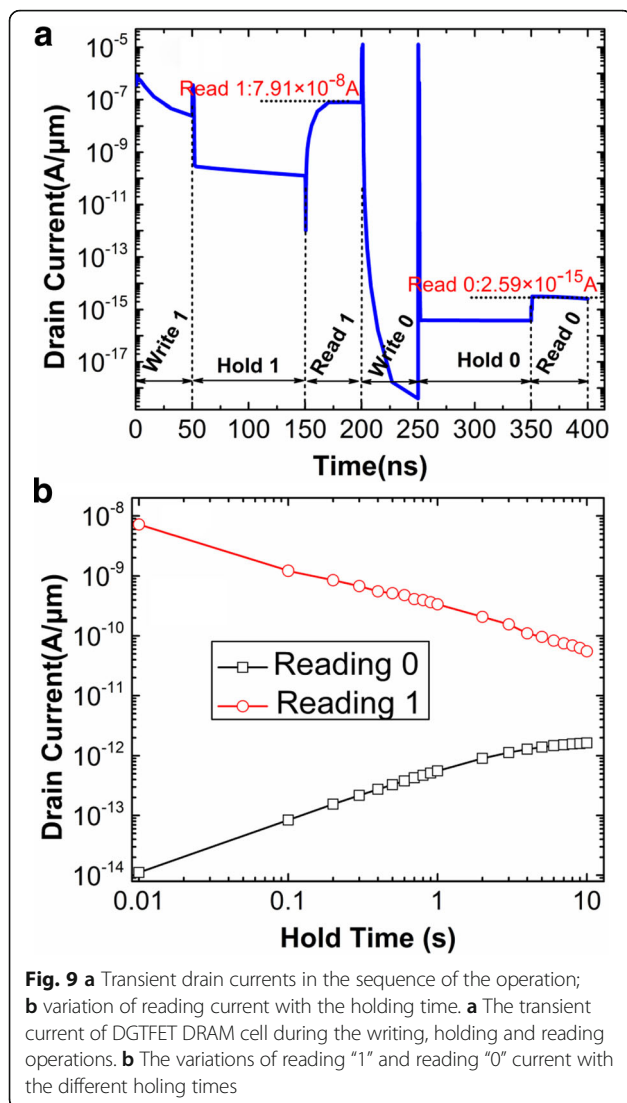 a
10⁻⁵
10⁻⁷
10⁻⁹
10⁻¹¹
10⁻¹³
10⁻¹⁵
10⁻¹⁷
Drain Current(A/μm)
Read 1:7.91×10⁻⁸A
Read 0:2.59×10⁻¹⁵A
Write 1
Hold 1
Read 1
Write 0
Hold 0
Read 0
0 50 100 150 200 250 300 350 400
Time(ns)
b
10⁻⁸
10⁻⁹
10⁻¹⁰
10⁻¹¹
10⁻¹²
10⁻¹³
10⁻¹⁴
Drain Current(A/μm)
Reading 0
Reading 1
0.01 0.1 1 10
Hold Time (s)
Fig. 9 a Transient drain currents in the sequence of the operation;
b variation of reading current with the holding time. a The transient
current of DGTFET DRAM cell during the writing, holding and reading
operations. b The variations of reading “1” and reading “0” current with
the different holing times